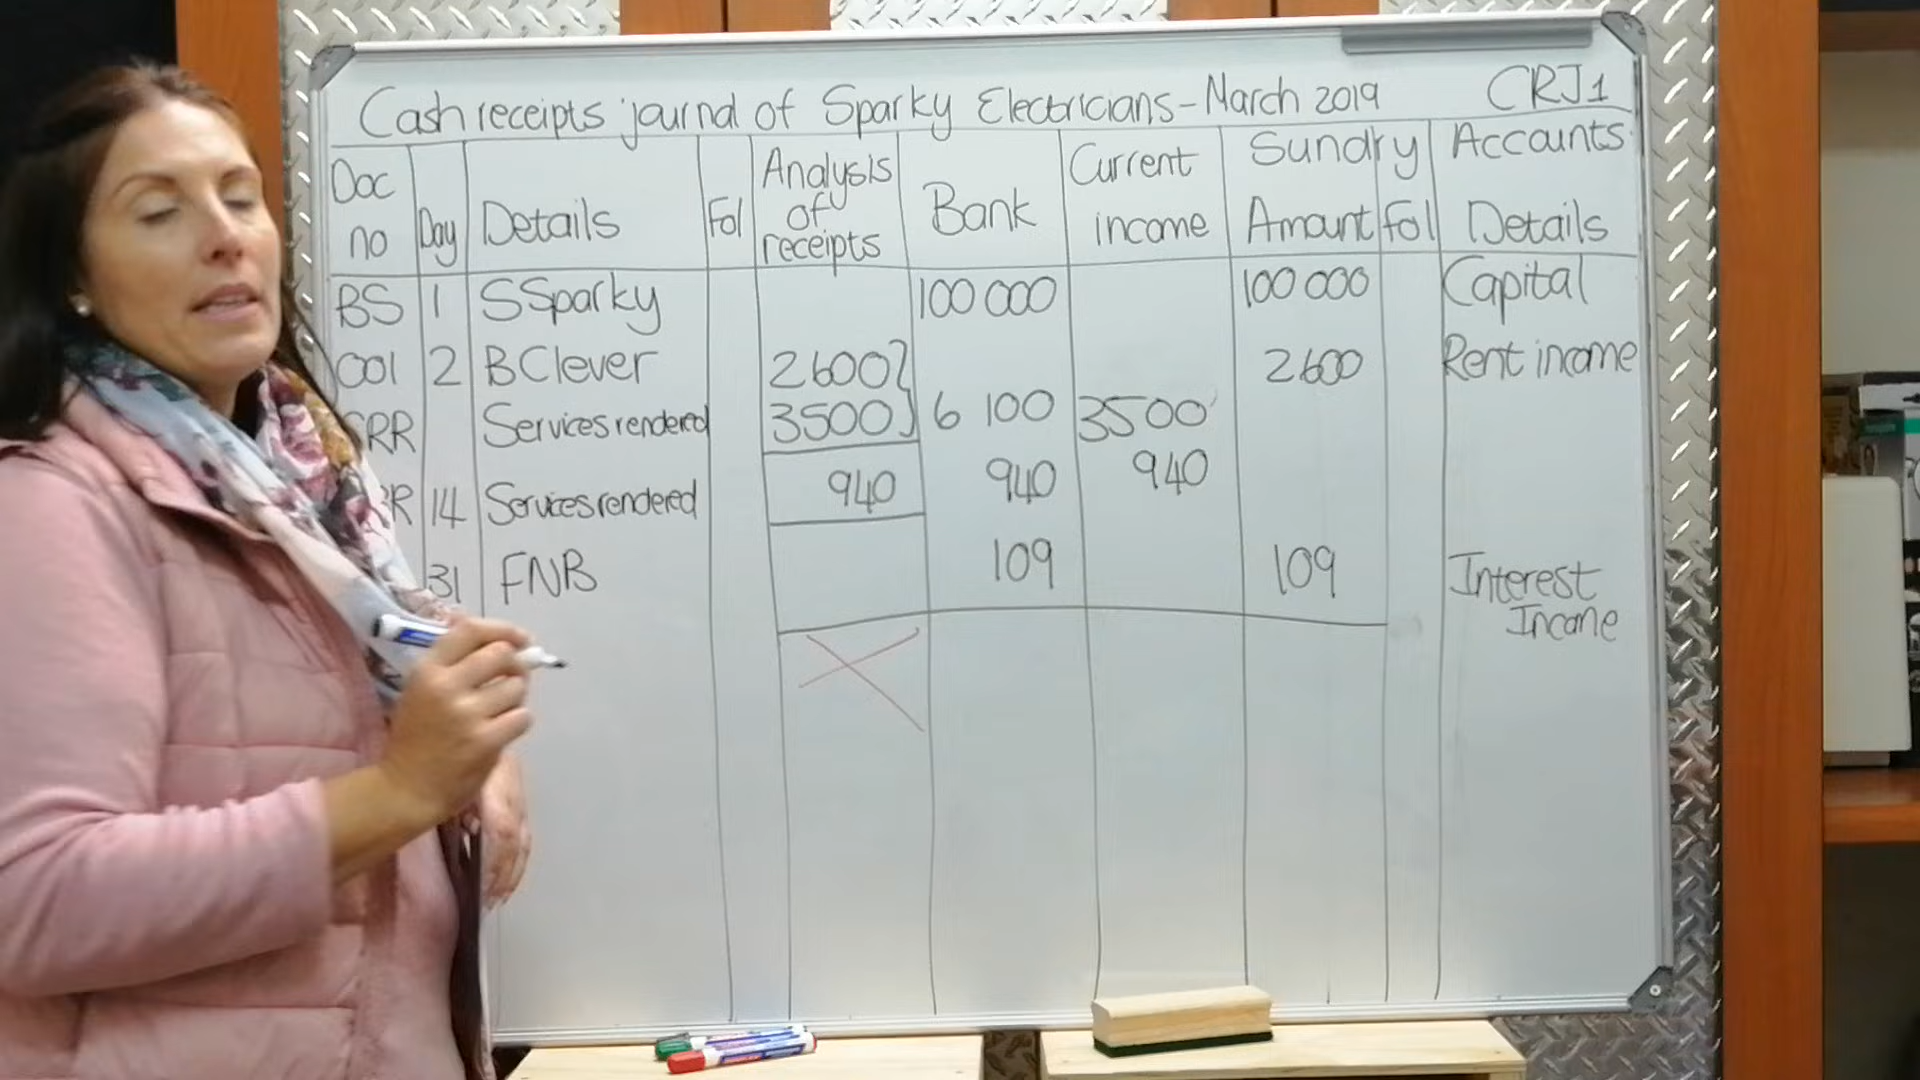 Cash receipts journal of Sparky Electricians - March 2019 CRJ1
Doc no Day Details Fol Analysis of receipts Bank Current income Sundry Accounts
Amount Fol Details
BS 1 S Sparky 100 000 100 000 Capital
001 2 B Clever 2600 2600 Rent income
CRR Services rendered 3500 6 100 3500
14 Services rendered 940 940 940
31 FNB 109 109 Interest
Income